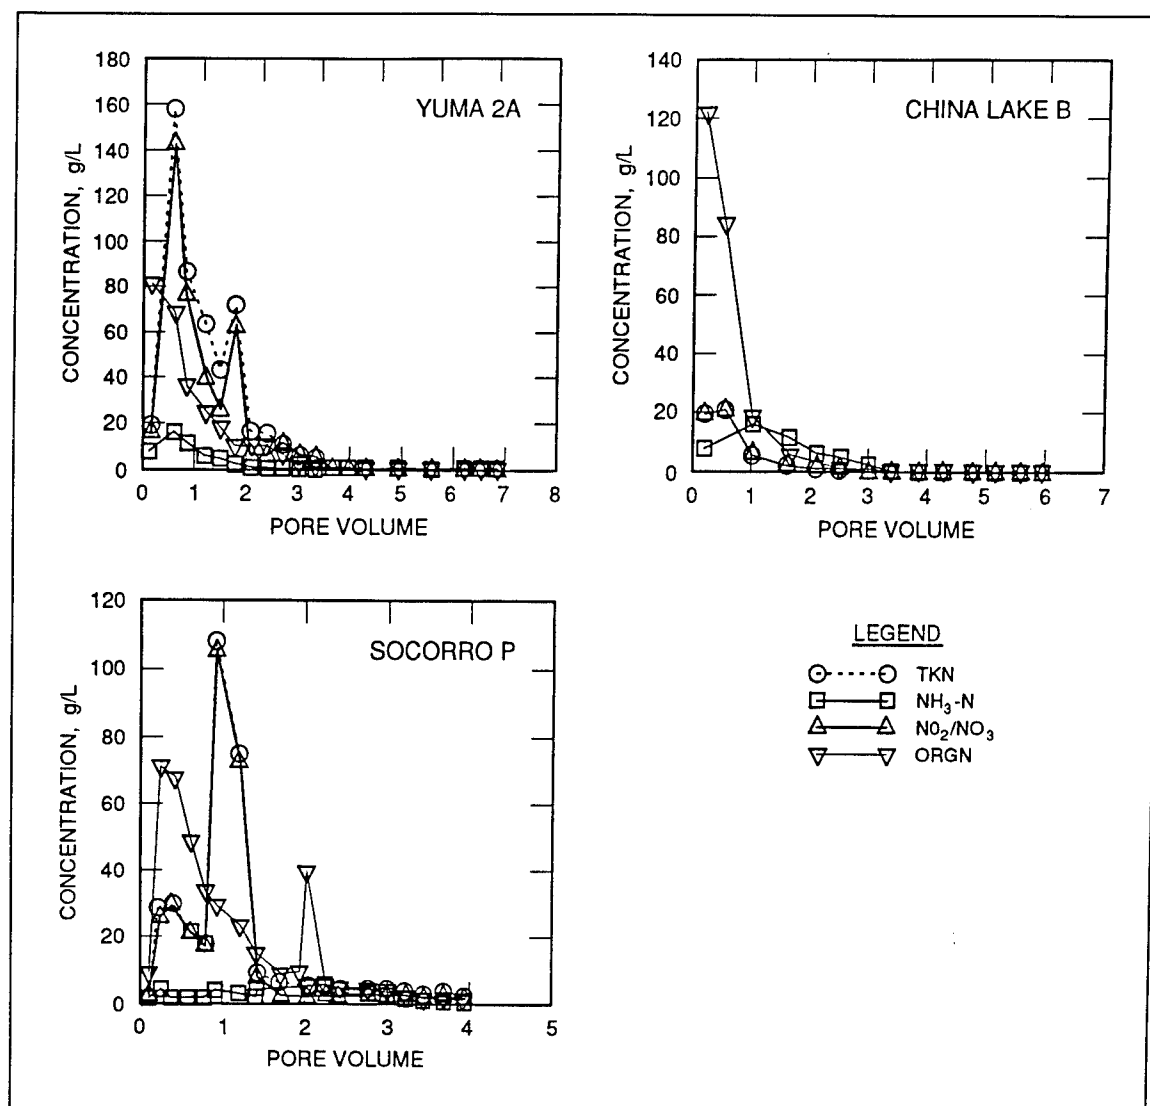 YUMA 2A
CONCENTRATION, g/L
180
160
140
120
100
80
60
40
20
0
0 1 2 3 4 5 6 7 8
PORE VOLUME
CHINA LAKE B
CONCENTRATION, g/L
140
120
100
80
60
40
20
0
0 1 2 3 4 5 6 7
PORE VOLUME
SOCORRO P
CONCENTRATION, g/L
120
100
80
60
40
20
0
0 1 2 3 4 5
PORE VOLUME
LEGEND
TKN
NH₃-N
N0₂/NO₃
ORGN